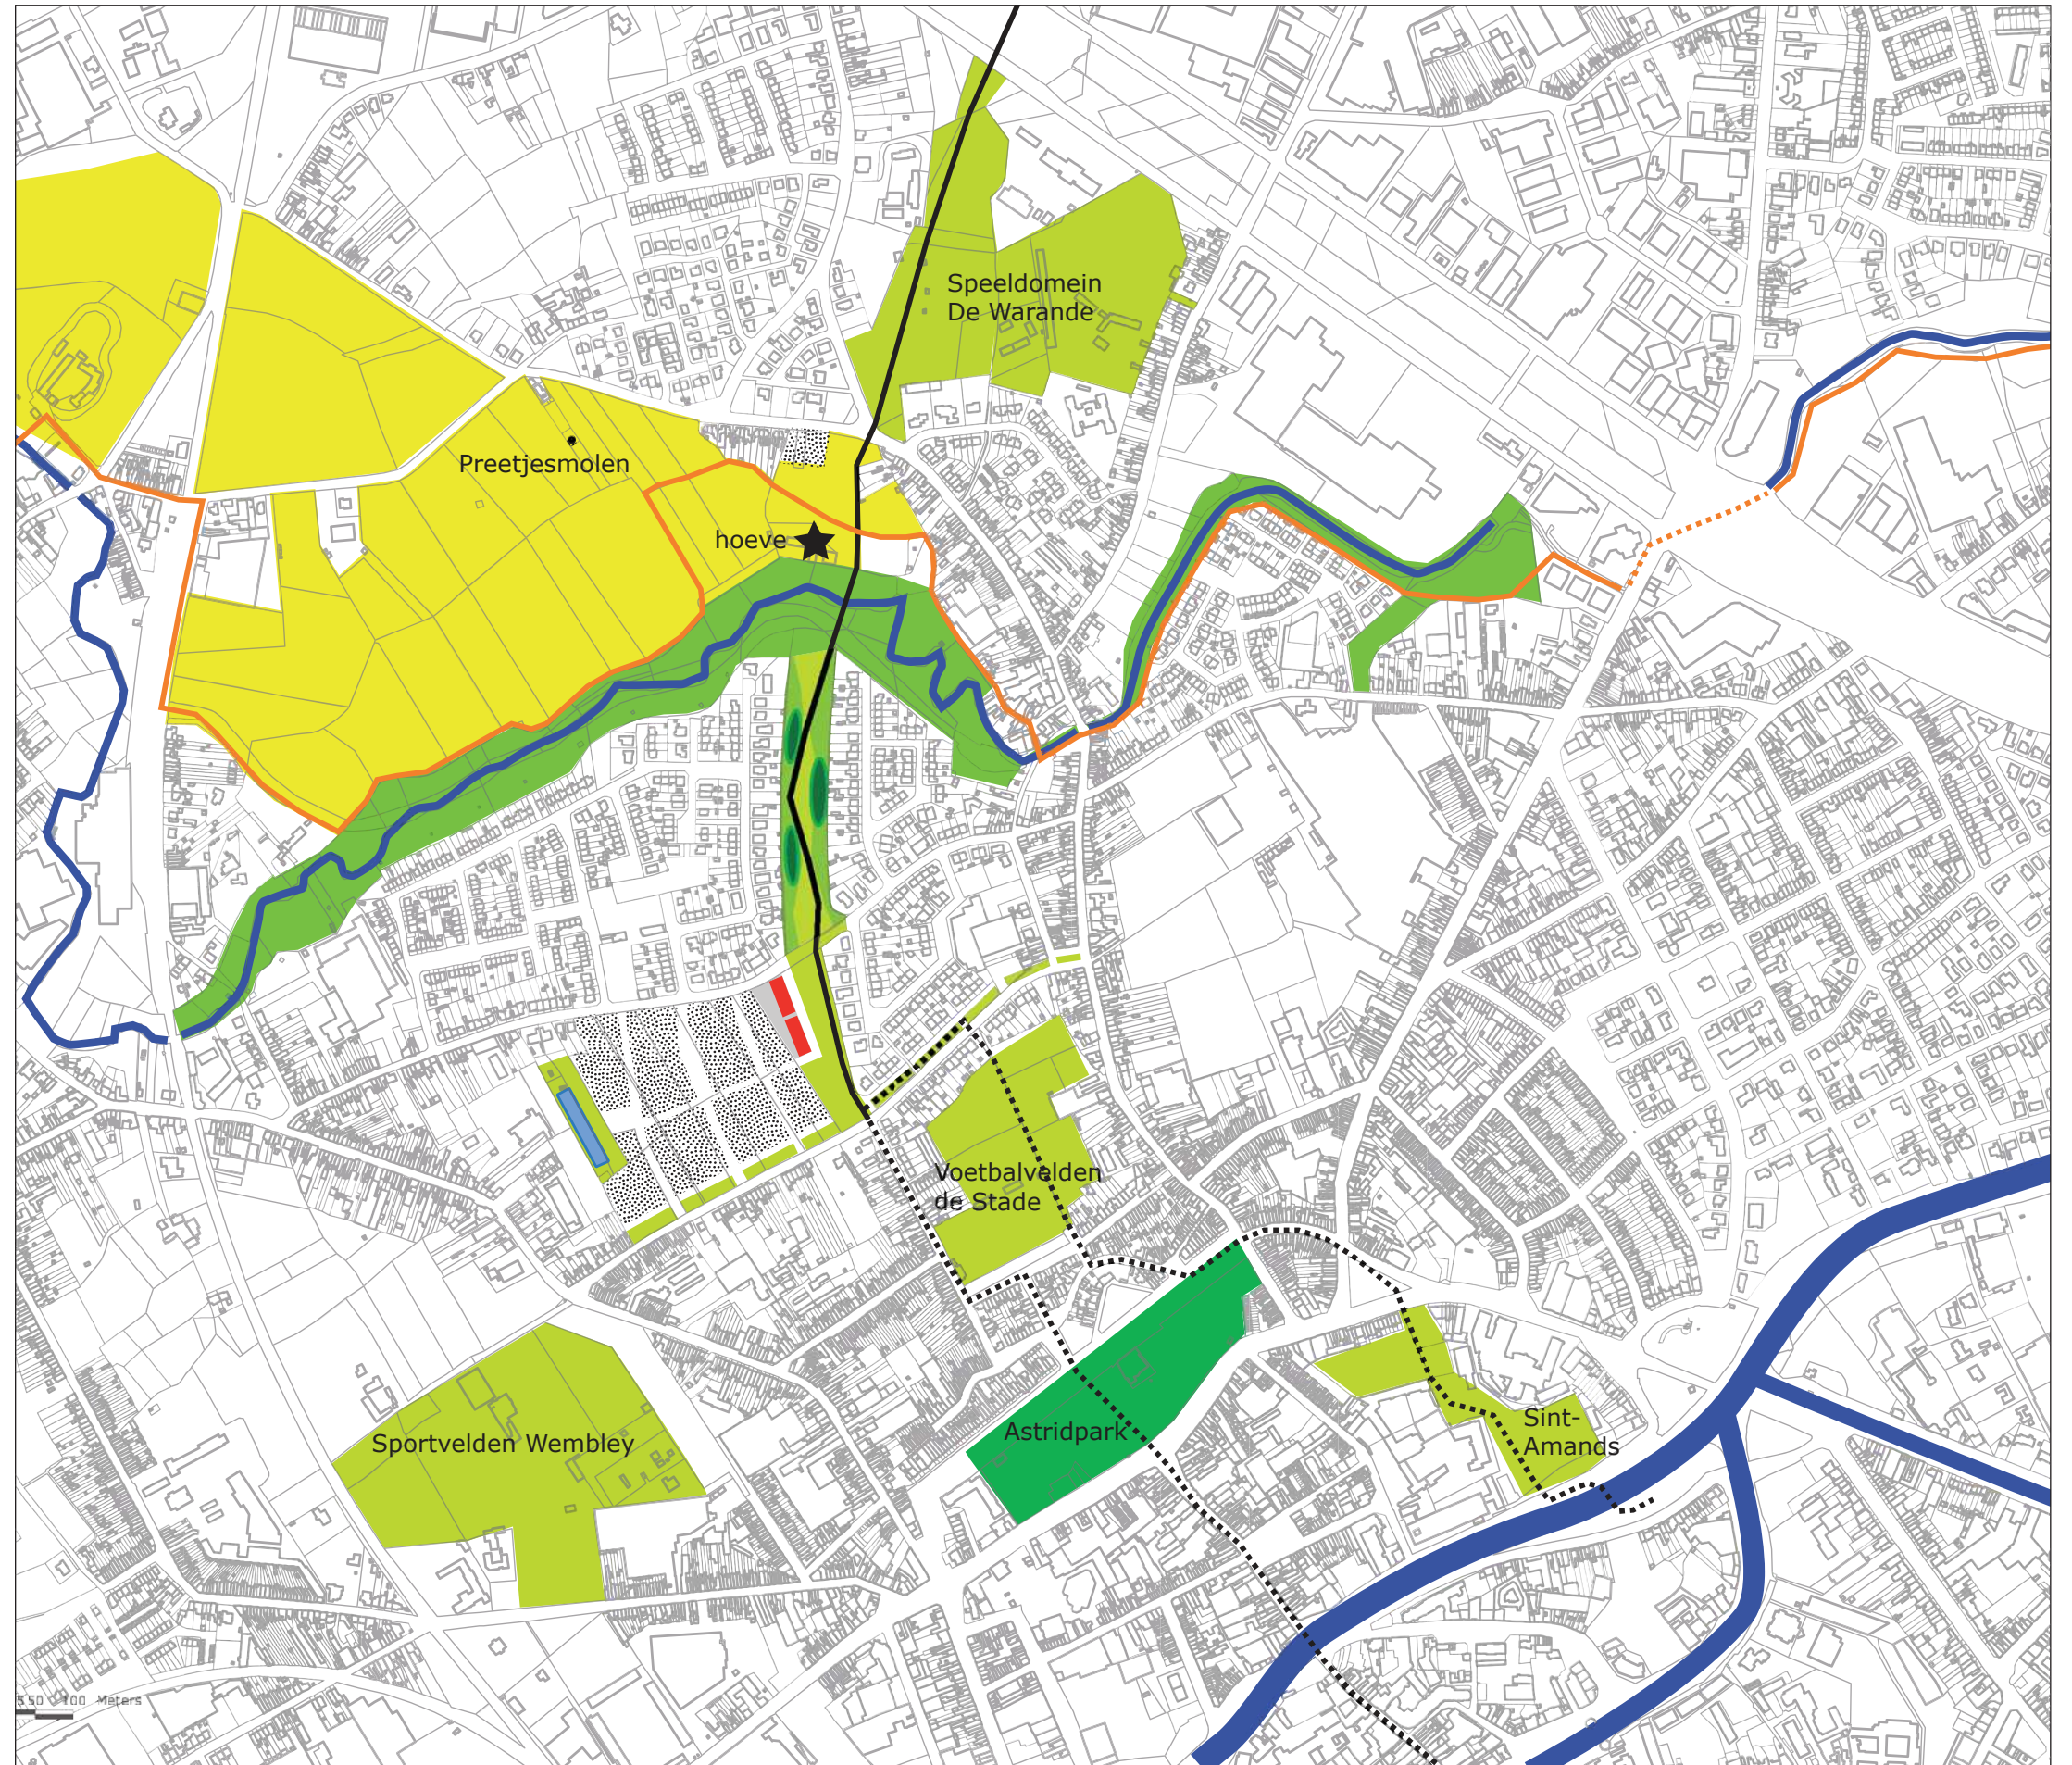 Speeldomein
De Warande
Preetjesmolen
hoeve
Voetbalvelden
de Stade
Sint-
Amands
Astridpark
Sportvelden Wembley
100 Meters